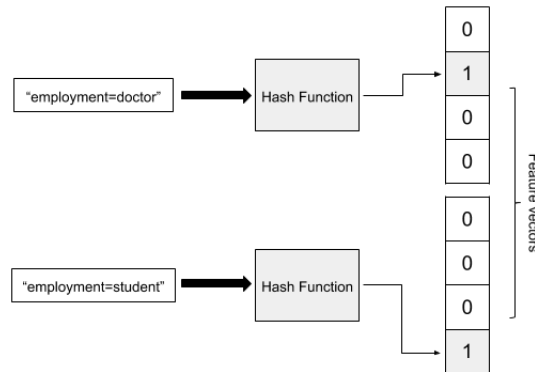 0
1
“employment=doctor”
Hash Function
0
0
Feature vectors
0
0
“employment=student”
Hash Function
0
1